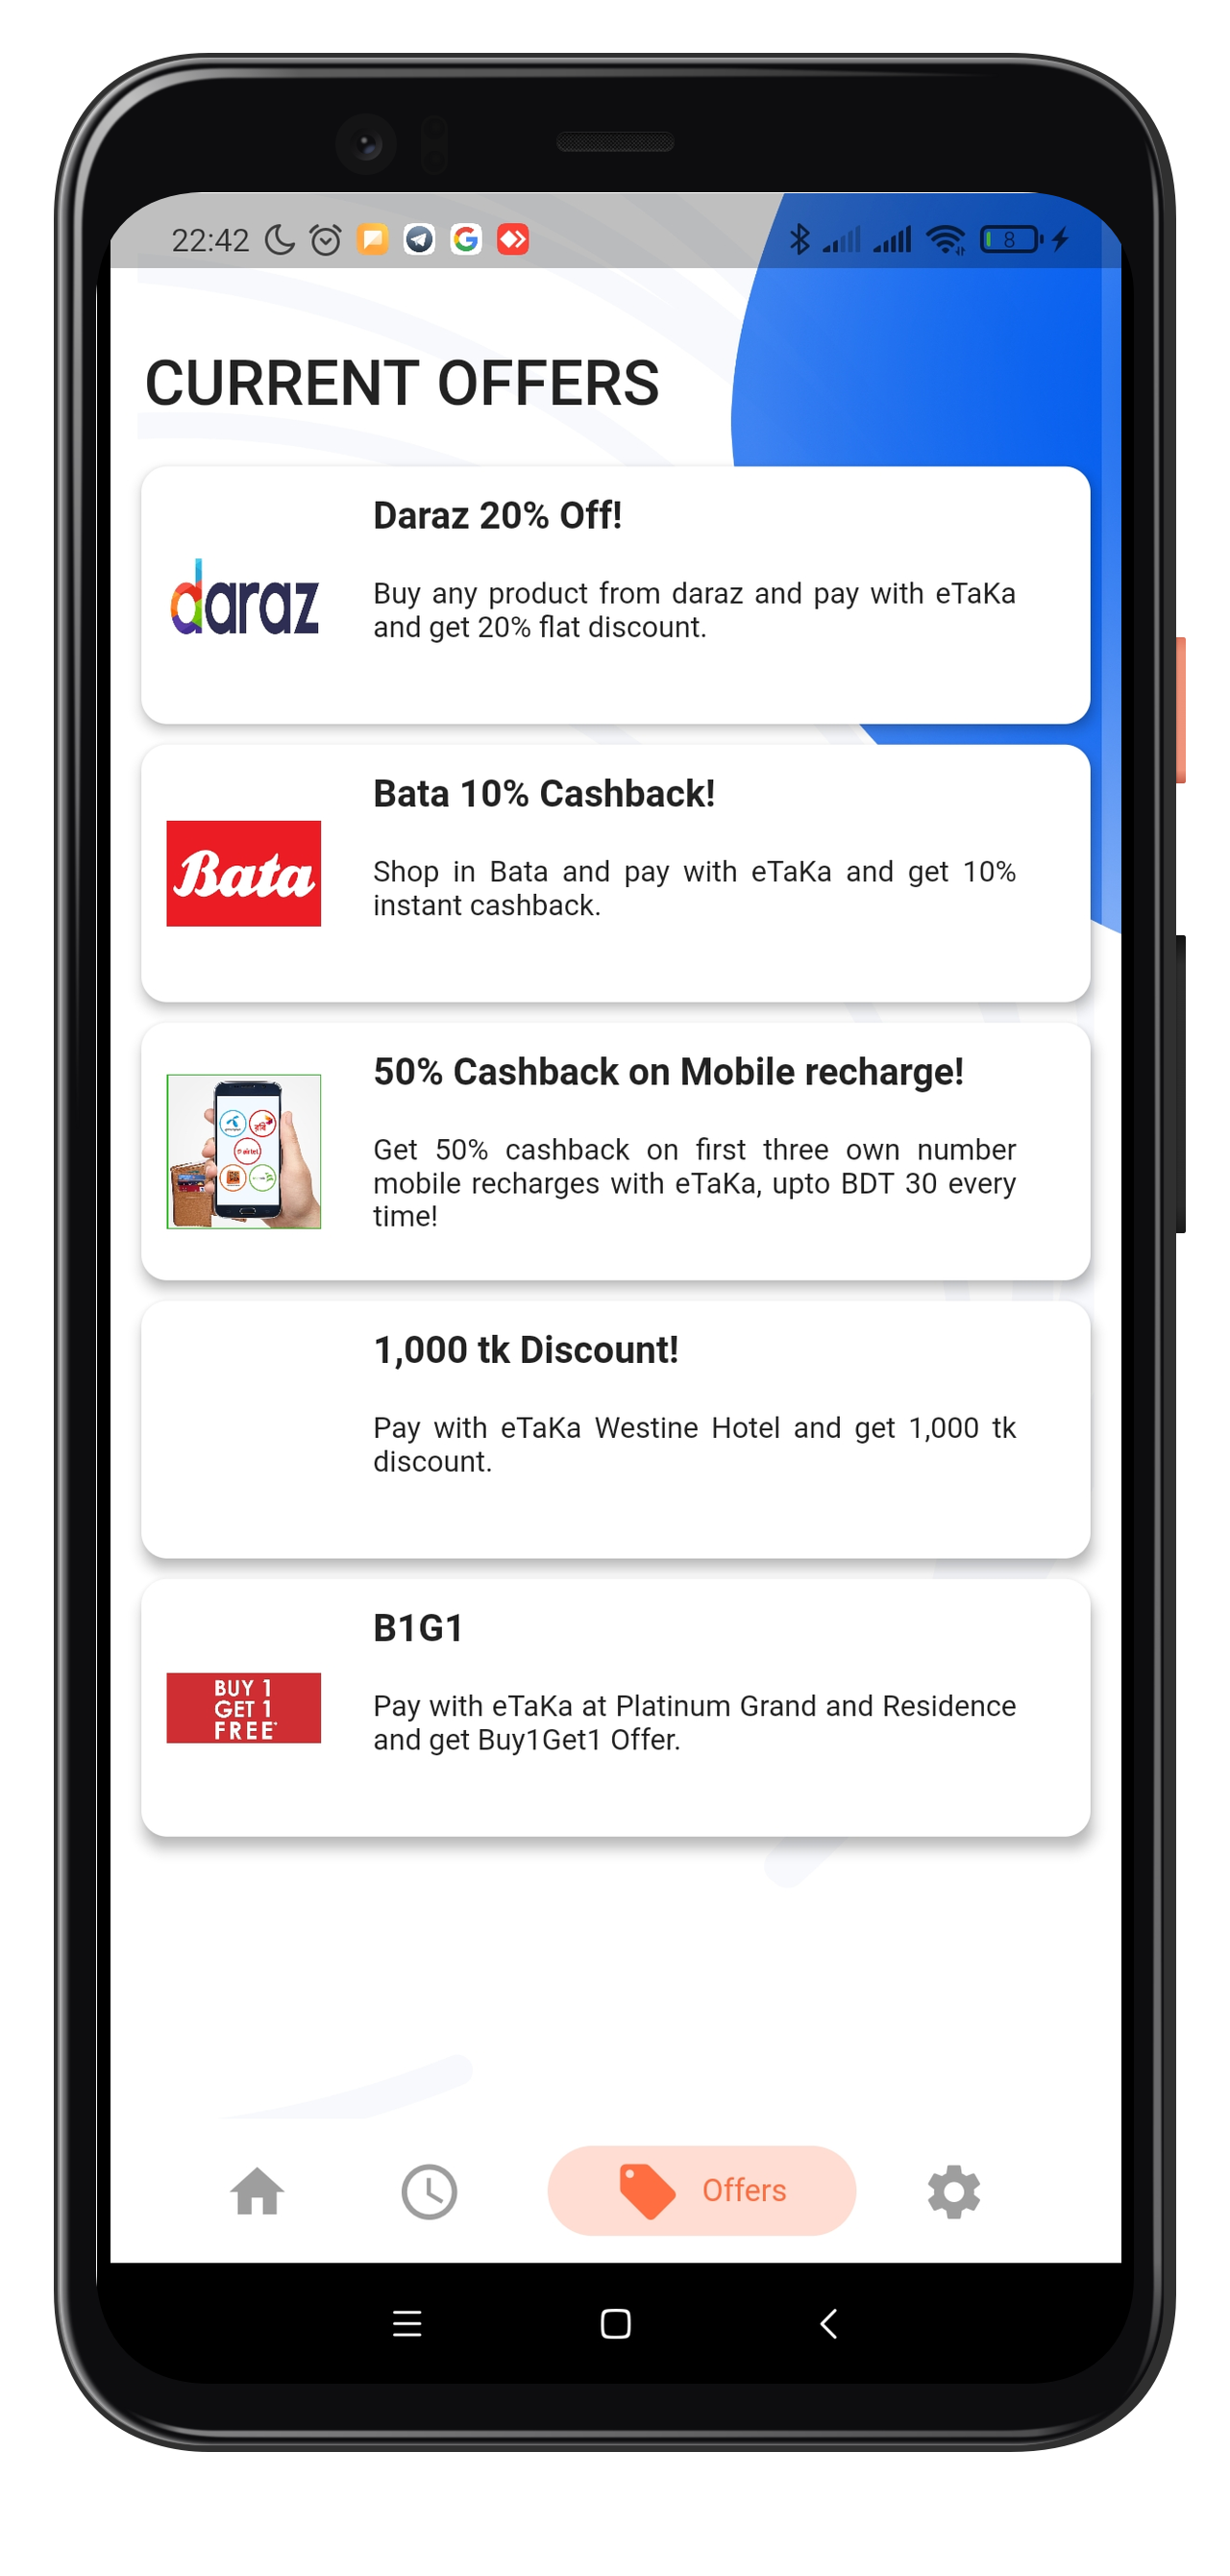 22:42
8
CURRENT OFFERS
Daraz 20% Off!
daraz
Buy any product from daraz and pay with eTaKa
and get 20% flat discount.
Bata 10% Cashback!
Bata
Shop in Bata and pay with eTaKa and get 10%
instant cashback.
50% Cashback on Mobile recharge!
রবি
airtel
Get 50% cashback on first three own number
mobile recharges with eTaKa, upto BDT 30 every
time!
1,000 tk Discount!
Pay with eTaKa Westine Hotel and get 1,000 tk
discount.
B1G1
BUY 1
GET 1
FREE
Pay with eTaKa at Platinum Grand and Residence
and get Buy1Get1 Offer.
Offers